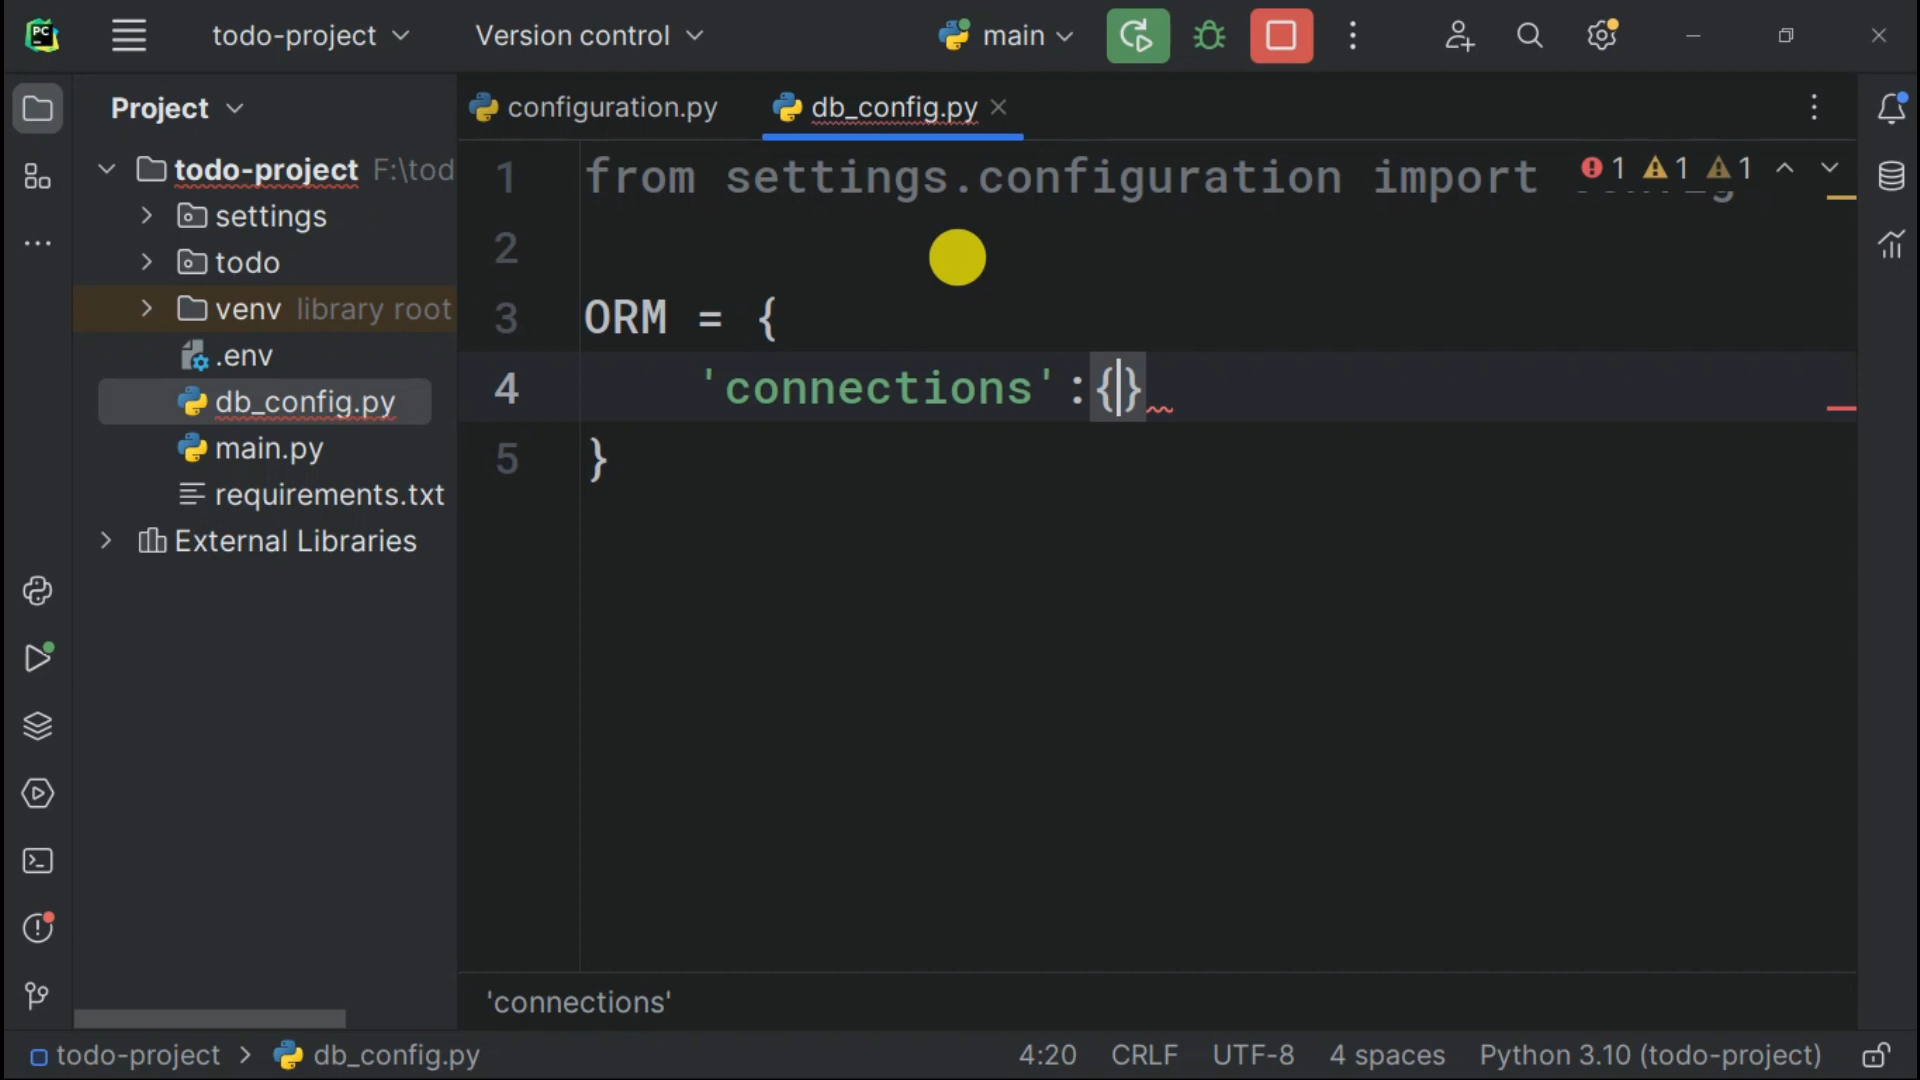 PC
todo-project
Version control
main
Project
configuration.py
db_config.py
todo-project F:\tod
settings
todo
venv library root
.env
db_config.py
main.py
requirements.txt
External Libraries
1 from settings.configuration import
1 1 1
2
3 ORM = {
4 'connections':{}
5 }
'connections'
todo-project > db_config.py
4:20 CRLF UTF-8 4 spaces Python 3.10 (todo-project)